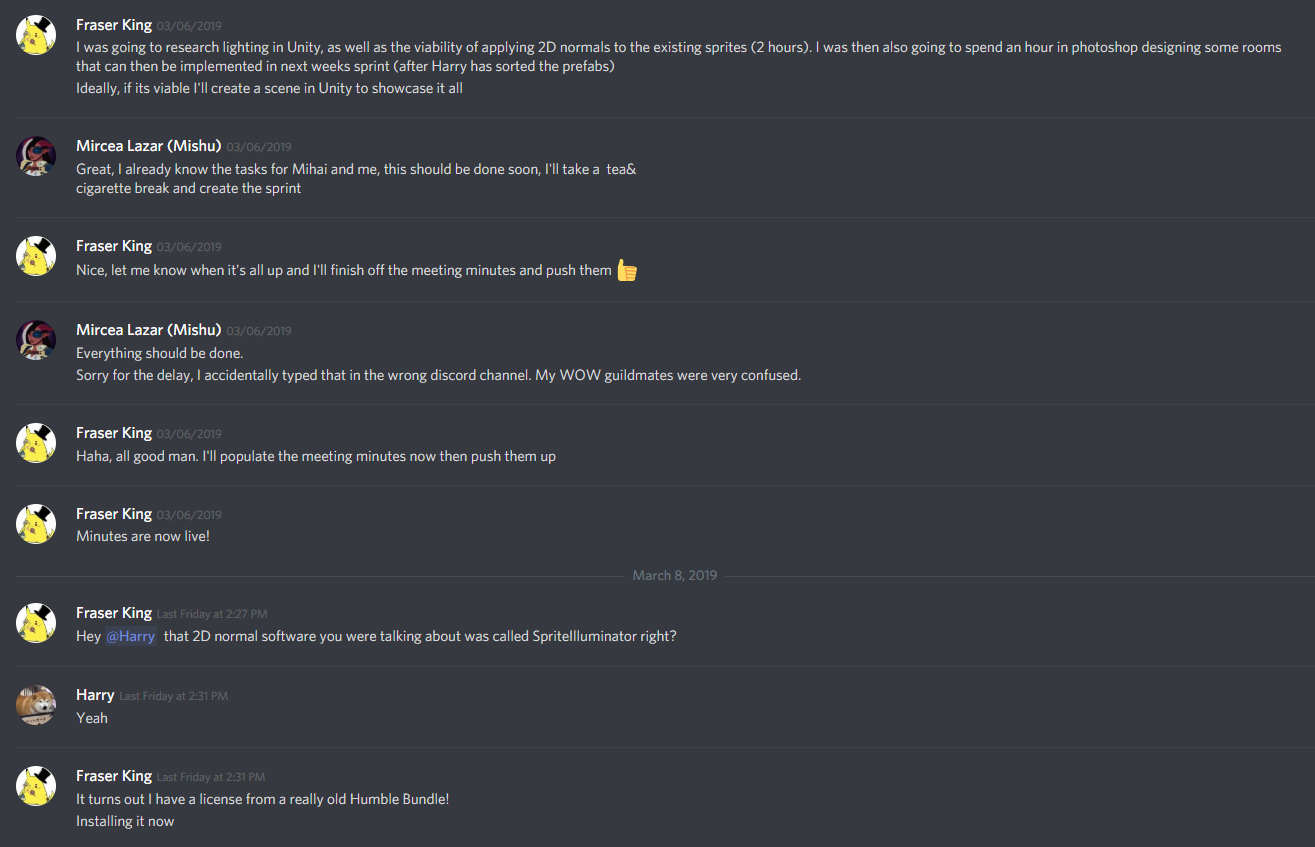 Fraser King 03/06/2019
I was going to research lighting in Unity, as well as the viability of applying 2D normals to the existing sprites (2 hours). I was then also going to spend an hour in photoshop designing some rooms
that can then be implemented in next weeks sprint (after Harry has sorted the prefabs)
Ideally, if its viable I'll create a scene in Unity to showcase it all
Mircea Lazar (Mishu) 03/06/2019
Great, I already know the tasks for Mihai and me, this should be done soon, I'll take a tea&
cigarette break and create the sprint
Fraser King 03/06/2019
Nice, let me know when it's all up and I'll finish off the meeting minutes and push them
Mircea Lazar (Mishu) 03/06/2019
Everything should be done.
Sorry for the delay, I accidentally typed that in the wrong discord channel. My WOW guildmates were very confused.
Fraser King 03/06/2019
Haha, all good man. I'll populate the meeting minutes now then push them up
Fraser King 03/06/2019
Minutes are now live!
March 8, 2019
Fraser King Last Friday at 2:27 PM
Hey @Harry that 2D normal software you were talking about was called SpriteIlluminator right?
Harry Last Friday at 2:31 PM
Yeah
Fraser King Last Friday at 2:31 PM
It turns out I have a license from a really old Humble Bundle!
Installing it now